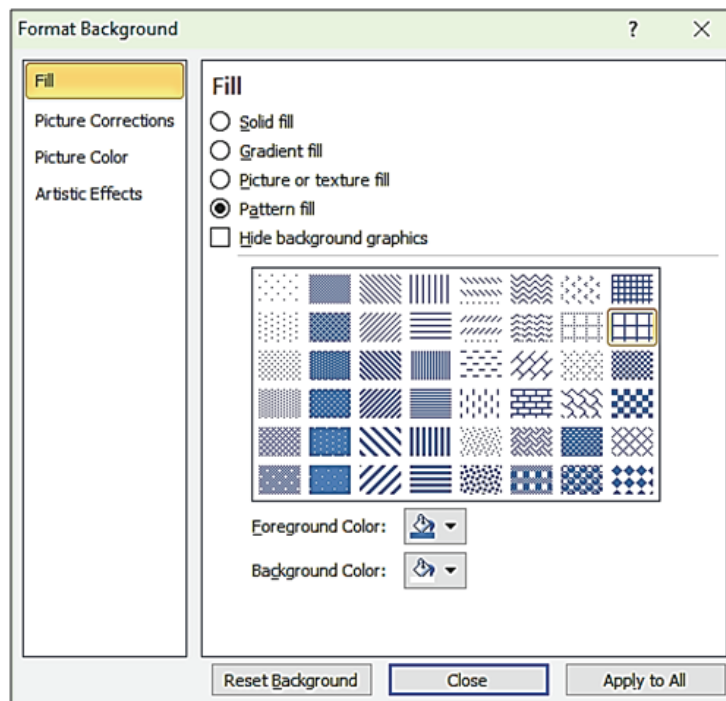 Format Background
?
Fill
Picture Corrections
Picture Color
Artistic Effects
Fill
Solid fill
Gradient fill
Picture or texture fill
Pattern fill
Hide background graphics
Foreground Color:
Background Color:
Reset Background
Close
Apply to All